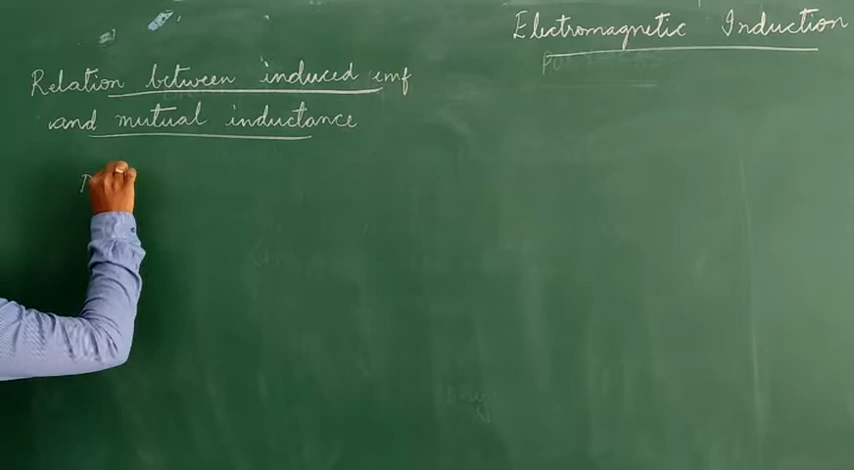 Electromagnetic Induction
Relation between induced emf
and mutual inductance